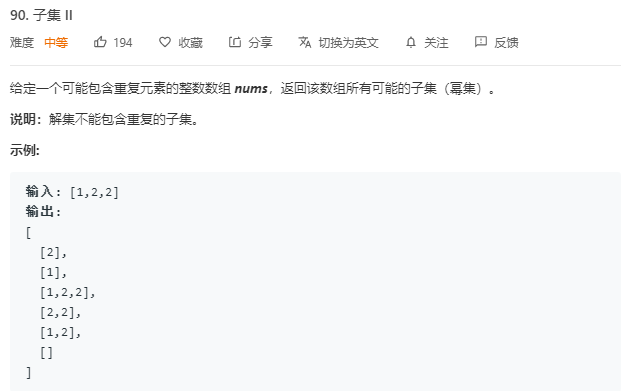 90. 子集 II
难度 中等 194 收藏 分享 切换为英文 关注 反馈
给定一个可能包含重复元素的整数数组 nums，返回该数组所有可能的子集（幂集）。
说明：解集不能包含重复的子集。
示例:
输入: [1,2,2]
输出:
[
[2],
[1],
[1,2,2],
[2,2],
[1,2],
[]
]